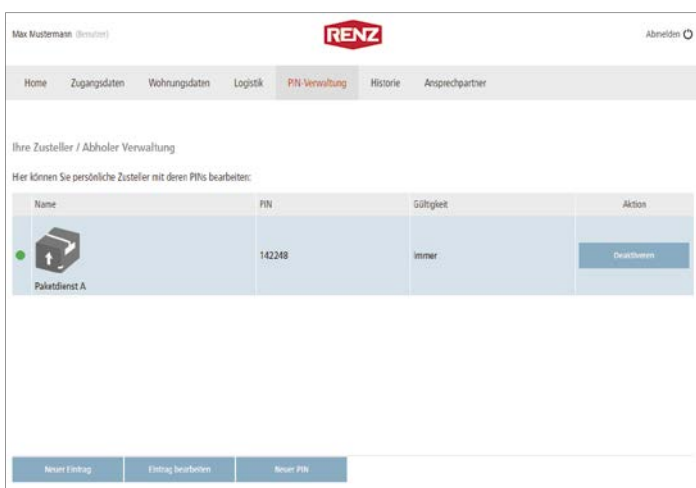 Max Mustermann (Benutzer)
RENZ
Abmelden
Home Zugangsdaten Wohnungsdaten Logistik PIN-Verwaltung Historie Ansprechpartner
Ihre Zusteller / Abholer Verwaltung
Hier können Sie persönliche Zusteller mit deren PINs bearbeiten:
Name PIN Gültigkeit Aktion
142248 immer Deaktivieren
Paketdienst A
Neuer Eintrag Eintrag bearbeiten Neuer PIN